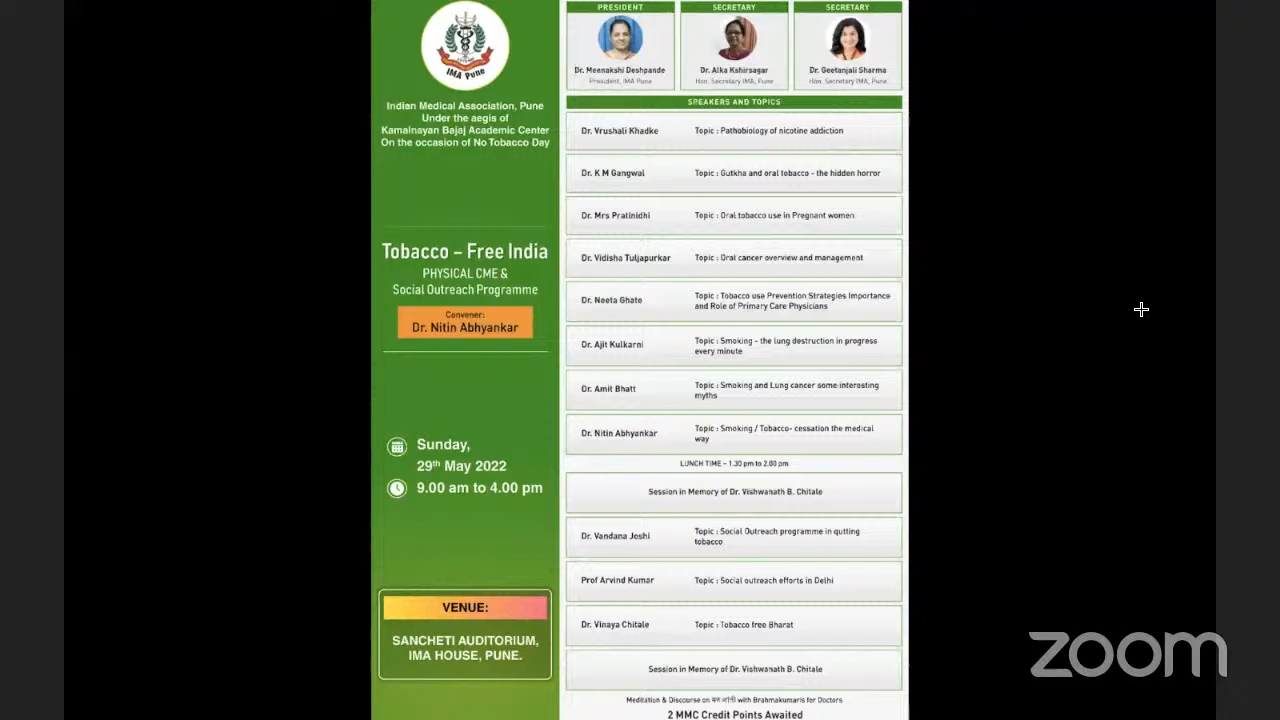 IMA Pune
Indian Medical Association, Pune
Under the aegis of
Kamalnayan Bajaj Academic Center
On the occasion of No Tobacco Day
Tobacco – Free India
PHYSICAL CME &
Social Outreach Programme
Convener:
Dr. Nitin Abhyankar
Sunday,
29th May 2022
9.00 am to 4.00 pm
VENUE:
SANCHETI AUDITORIUM,
IMA HOUSE, PUNE.
PRESIDENT
Dr. Meenakshi Deshpande
President, IMA Pune
SECRETARY
Dr. Alka Kshirsagar
Hon. Secretary IMA, Pune
SECRETARY
Dr. Geetanjali Sharma
Hon. Secretary IMA, Pune
SPEAKERS AND TOPICS
Dr. Vrushali Khadke Topic : Pathobiology of nicotine addiction
Dr. K M Gangwal Topic : Gutkha and oral tobacco - the hidden horror
Dr. Mrs Pratinidhi Topic : Oral tobacco use in Pregnant women
Dr. Vidisha Tuljapurkar Topic : Oral cancer overview and management
Dr. Neeta Ghate Topic : Tobacco use Prevention Strategies Importance
and Role of Primary Care Physicians
Dr. Ajit Kulkarni Topic : Smoking - the lung destruction in progress
every minute
Dr. Amit Bhatt Topic : Smoking and Lung cancer some interesting
myths
Dr. Nitin Abhyankar Topic : Smoking / Tobacco- cessation the medical
way
LUNCH TIME – 1.30 pm to 2.00 pm
Session in Memory of Dr. Vishwanath B. Chitale
Dr. Vandana Joshi Topic : Social Outreach programme in qutting
tobacco
Prof Arvind Kumar Topic : Social outreach efforts in Delhi
Dr. Vinaya Chitale Topic : Tobacco free Bharat
Session in Memory of Dr. Vishwanath B. Chitale
Meditation & Discourse on with Brahmakumaris for Doctors
2 MMC Credit Points Awaited
zoom